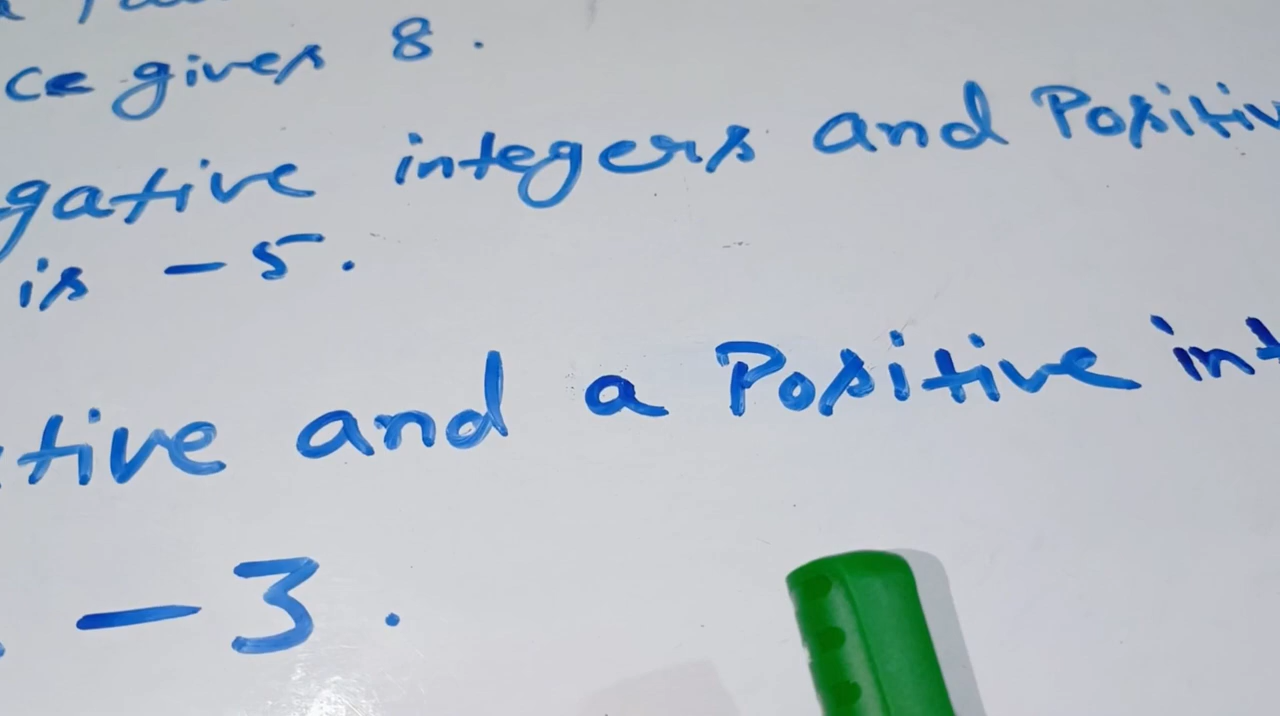 ce gives 8.
gative integers and Positiv
is -5.
tive and a Positive int
-3.